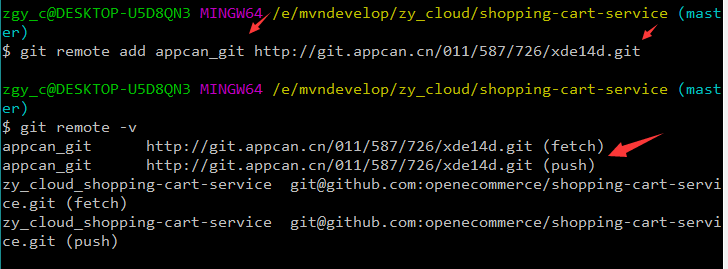 zgy_c@DESKTOP-U5D8QN3 MINGW64 /e/mvndevelop/zy_cloud/shopping-cart-service (mast
er)
$ git remote add appcan_git http://git.appcan.cn/011/587/726/xde14d.git
zgy_c@DESKTOP-U5D8QN3 MINGW64 /e/mvndevelop/zy_cloud/shopping-cart-service (mast
er)
$ git remote -v
appcan_git      http://git.appcan.cn/011/587/726/xde14d.git (fetch)
appcan_git      http://git.appcan.cn/011/587/726/xde14d.git (push)
zy_cloud_shopping-cart-service  git@github.com:openecommerce/shopping-cart-servi
ce.git (fetch)
zy_cloud_shopping-cart-service  git@github.com:openecommerce/shopping-cart-servi
ce.git (push)